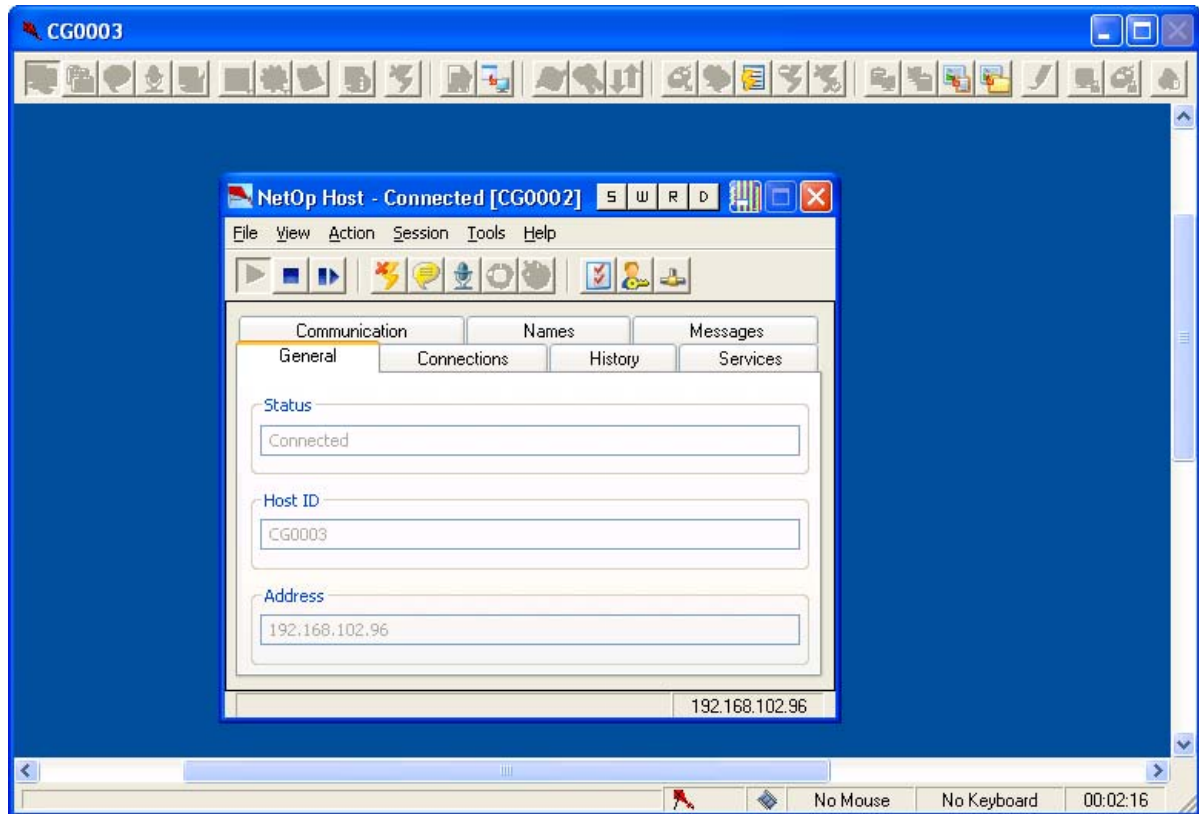 CG0003
NetOp Host - Connected [CG0002] S W R D
File View Action Session Tools Help
Communication Names Messages
General Connections History Services
Status
Connected
Host ID
CG0003
Address
192.168.102.96
192.168.102.96
No Mouse No Keyboard 00:02:16